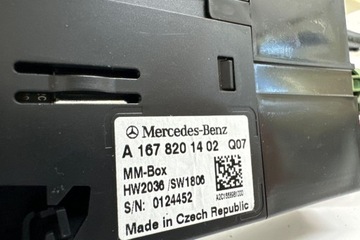 Mercedes-Benz
A 167 820 14 02 Q07
MM-Box
HW2036 /SW1806
S/N: 0124452
Made in Czech Republic